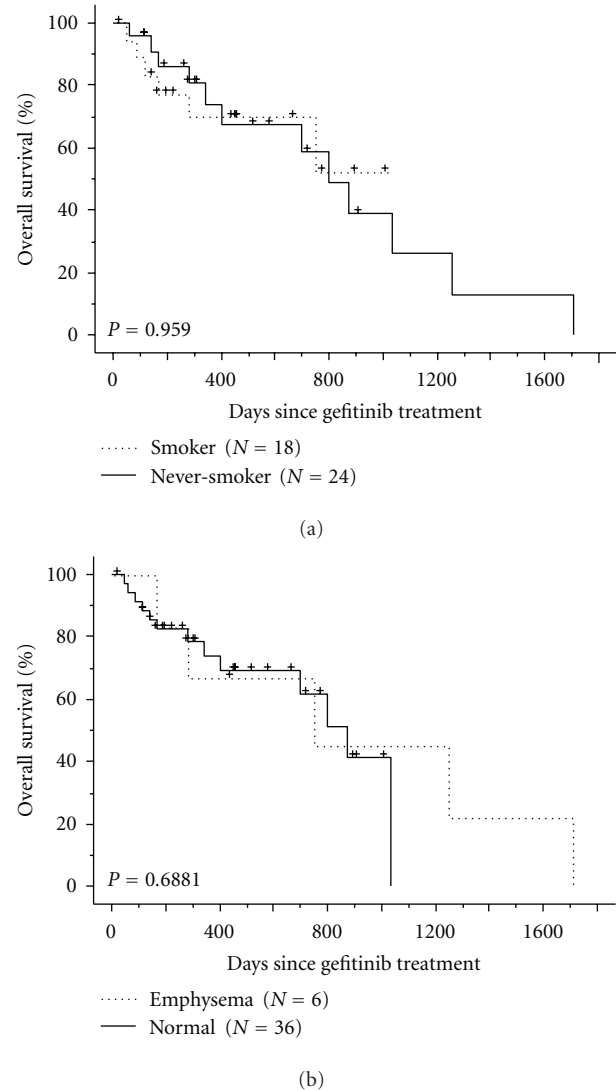 100
80
60
40
20
0
Overall survival (%)
P = 0.959
0 400 800 1200 1600
Days since gefitinib treatment
Smoker (N = 18)
Never-smoker (N = 24)
(a)
100
80
60
40
20
0
Overall survival (%)
P = 0.6881
0 400 800 1200 1600
Days since gefitinib treatment
Emphysema (N = 6)
Normal (N = 36)
(b)